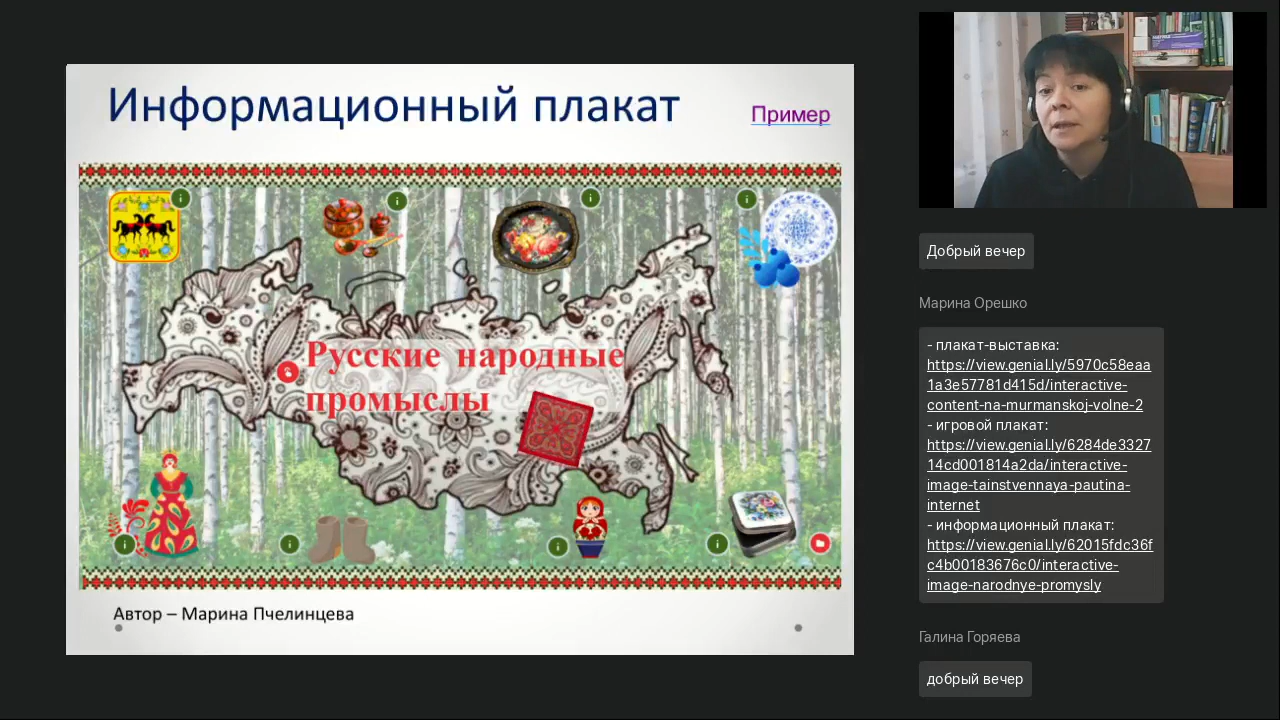 Информационный плакат
Пример
Русские народные
промыслы
Автор – Марина Пчелинцева
Добрый вечер
Марина Орешко
- плакат-выставка:
https://view.genial.ly/5970c58eaa
1a3e57781d415d/interactive-
content-na-murmanskoj-volne-2
- игровой плакат:
https://view.genial.ly/6284de3327
14cd001814a2da/interactive-
image-tainstvennaya-pautina-
internet
- информационный плакат:
https://view.genial.ly/62015fdc36f
c4b00183676c0/interactive-
image-narodnye-promysly
Галина Горяева
добрый вечер